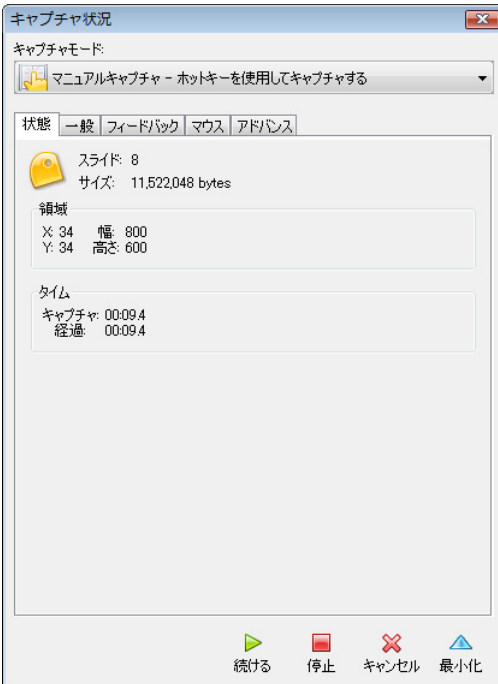 キャプチャ状況
キャプチャモード:
マニュアルキャプチャ - ホットキーを使用してキャプチャする
状態 一般 フィードバック マウス アドバンス
スライド: 8
サイズ: 11,522,048 bytes
領域
X: 34 幅: 800
Y: 34 高さ: 600
タイム
キャプチャ: 00:09.4
経過: 00:09.4
続ける 停止 キャンセル 最小化